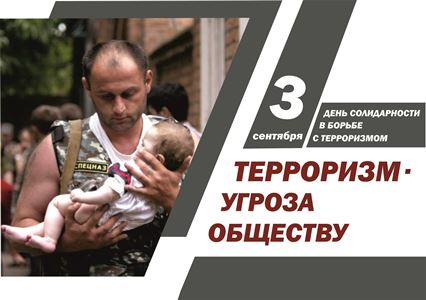 СПЕЦНАЗ
3
сентября
ДЕНЬ СОЛИДАРНОСТИ
В БОРЬБЕ
С ТЕРРОРИЗМОМ
ТЕРРОРИЗМ ·
УГРОЗА
ОБЩЕСТВУ